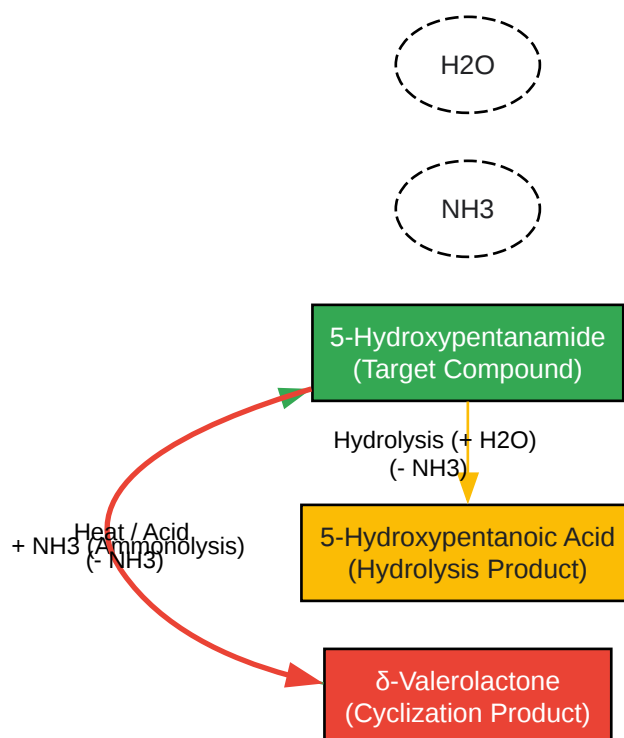 H2O
NH3
5-Hydroxypentanamide
(Target Compound)
Hydrolysis (+ H2O)
(- NH3)
Heat / Acid
+ NH3 (Ammonolysis)
(- NH3)
5-Hydroxypentanoic Acid
(Hydrolysis Product)
δ-Valerolactone
(Cyclization Product)